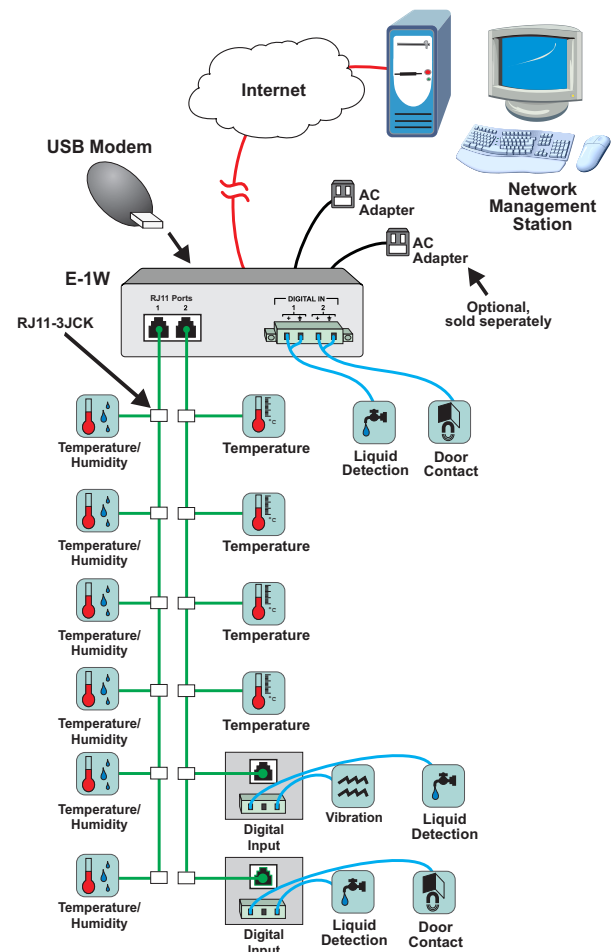 Internet
USB Modem
Network
Management
Station
AC
Adapter
AC
Adapter
Optional,
sold seperately
E-1W
RJ11 Ports
1 2
DIGITAL IN
1 2
+ +
RJ11-3JCK
Temperature/
Humidity
°C
Temperature
Liquid
Detection
Door
Contact
Temperature/
Humidity
°C
Temperature
Temperature/
Humidity
°C
Temperature
Temperature/
Humidity
°C
Temperature
Temperature/
Humidity
Digital
Input
Vibration
Liquid
Detection
Temperature/
Humidity
Digital
Input
Liquid
Detection
Door
Contact